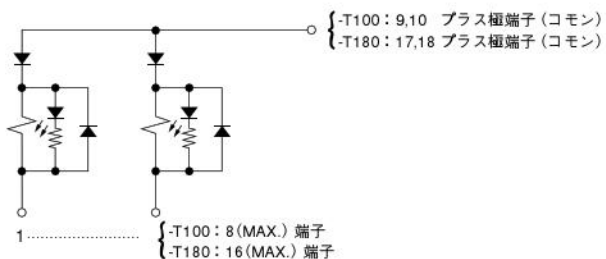 -T100：9,10 プラス極端子（コモン）
-T180：17,18 プラス極端子（コモン）
1
-T100：8（MAX.）端子
-T180：16（MAX.）端子